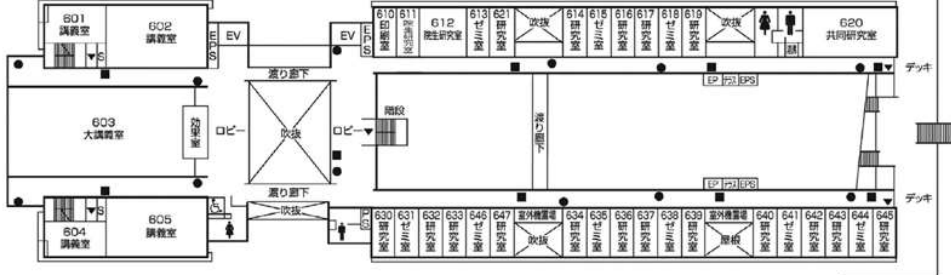 601
講義室
S
602
講義室
EPS
EV
EV
EPS
610
印刷室
611
院生研究室
612
院生研究室
613
ゼミ室
621
研究室
吹抜
614
研究室
615
ゼミ室
616
研究室
617
研究室
618
ゼミ室
619
研究室
吹抜
620
共同研究室
渡り廊下
デッキ
EP
EPS
603
大講義室
効果室
ロビー
吹抜
ロビー
階段
渡り廊下
渡り廊下
吹抜
EP
EPS
デッキ
S
604
講義室
605
講義室
PS
630
研究室
631
ゼミ室
632
研究室
633
研究室
646
ゼミ室
647
研究室
室外機置場
吹抜
634
研究室
635
ゼミ室
636
研究室
637
研究室
638
ゼミ室
639
研究室
室外機置場
屋根
640
研究室
641
ゼミ室
642
研究室
643
研究室
644
ゼミ室
645
研究室